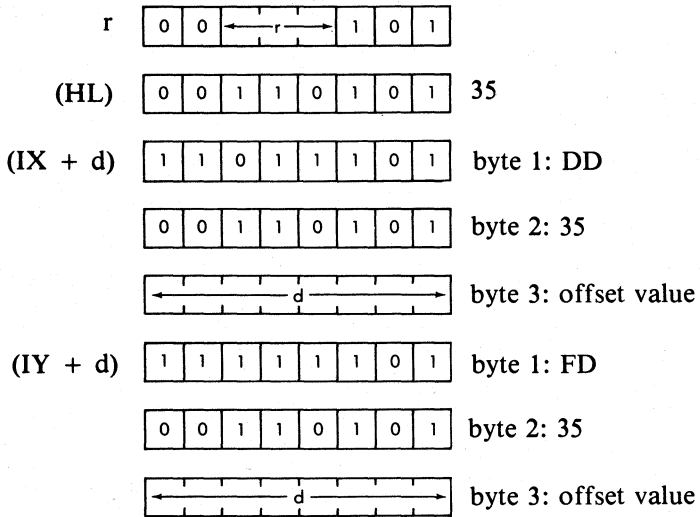 r 0 0 r 1 0 1
(HL) 0 0 1 1 0 1 0 1 35
(IX + d) 1 1 0 1 1 1 0 1 byte 1: DD
0 0 1 1 0 1 0 1 byte 2: 35
d byte 3: offset value
(IY + d) 1 1 1 1 1 1 0 1 byte 1: FD
0 0 1 1 0 1 0 1 byte 2: 35
d byte 3: offset value